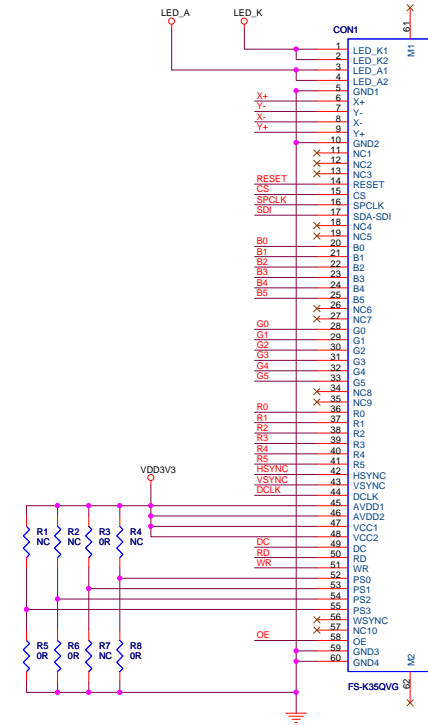 LED_A LED_K
CON1
61
M1
1 LED_K1
2 LED_K2
3 LED_A1
4 LED_A2
5 GND1
X+ 6 X+
Y- 7 Y-
X- 8 X-
Y+ 9 Y+
10 GND2
11 NC1
12 NC2
13 NC3
RESET 14 RESET
CS 15 CS
SPCLK 16 SPCLK
SDI 17 SDA-SDI
18 NC4
19 NC5
B0 20 B0
B1 21 B1
B2 22 B2
B3 23 B3
B4 24 B4
B5 25 B5
26 NC6
27 NC7
G0 28 G0
G1 29 G1
G2 30 G2
G3 31 G3
G4 32 G4
G5 33 G5
34 NC8
35 NC9
R0 36 R0
R1 37 R1
R2 38 R2
R3 39 R3
R4 40 R4
R5 41 R5
HSYNC 42 HSYNC
VSYNC 43 VSYNC
DCLK 44 DCLK
VDD3V3
45 AVDD1
46 AVDD2
47 VCC1
48 VCC2
DC 49 DC
RD 50 RD
WR 51 WR
52 PS0
53 PS1
54 PS2
55 PS3
56 WSYNC
57 NC10
OE 58 OE
59 GND3
60 GND4
R1 R2 R3 R4
NC NC 0R NC
R5 R6 R7 R8
0R 0R NC 0R
M2
62
FS-K35QVG